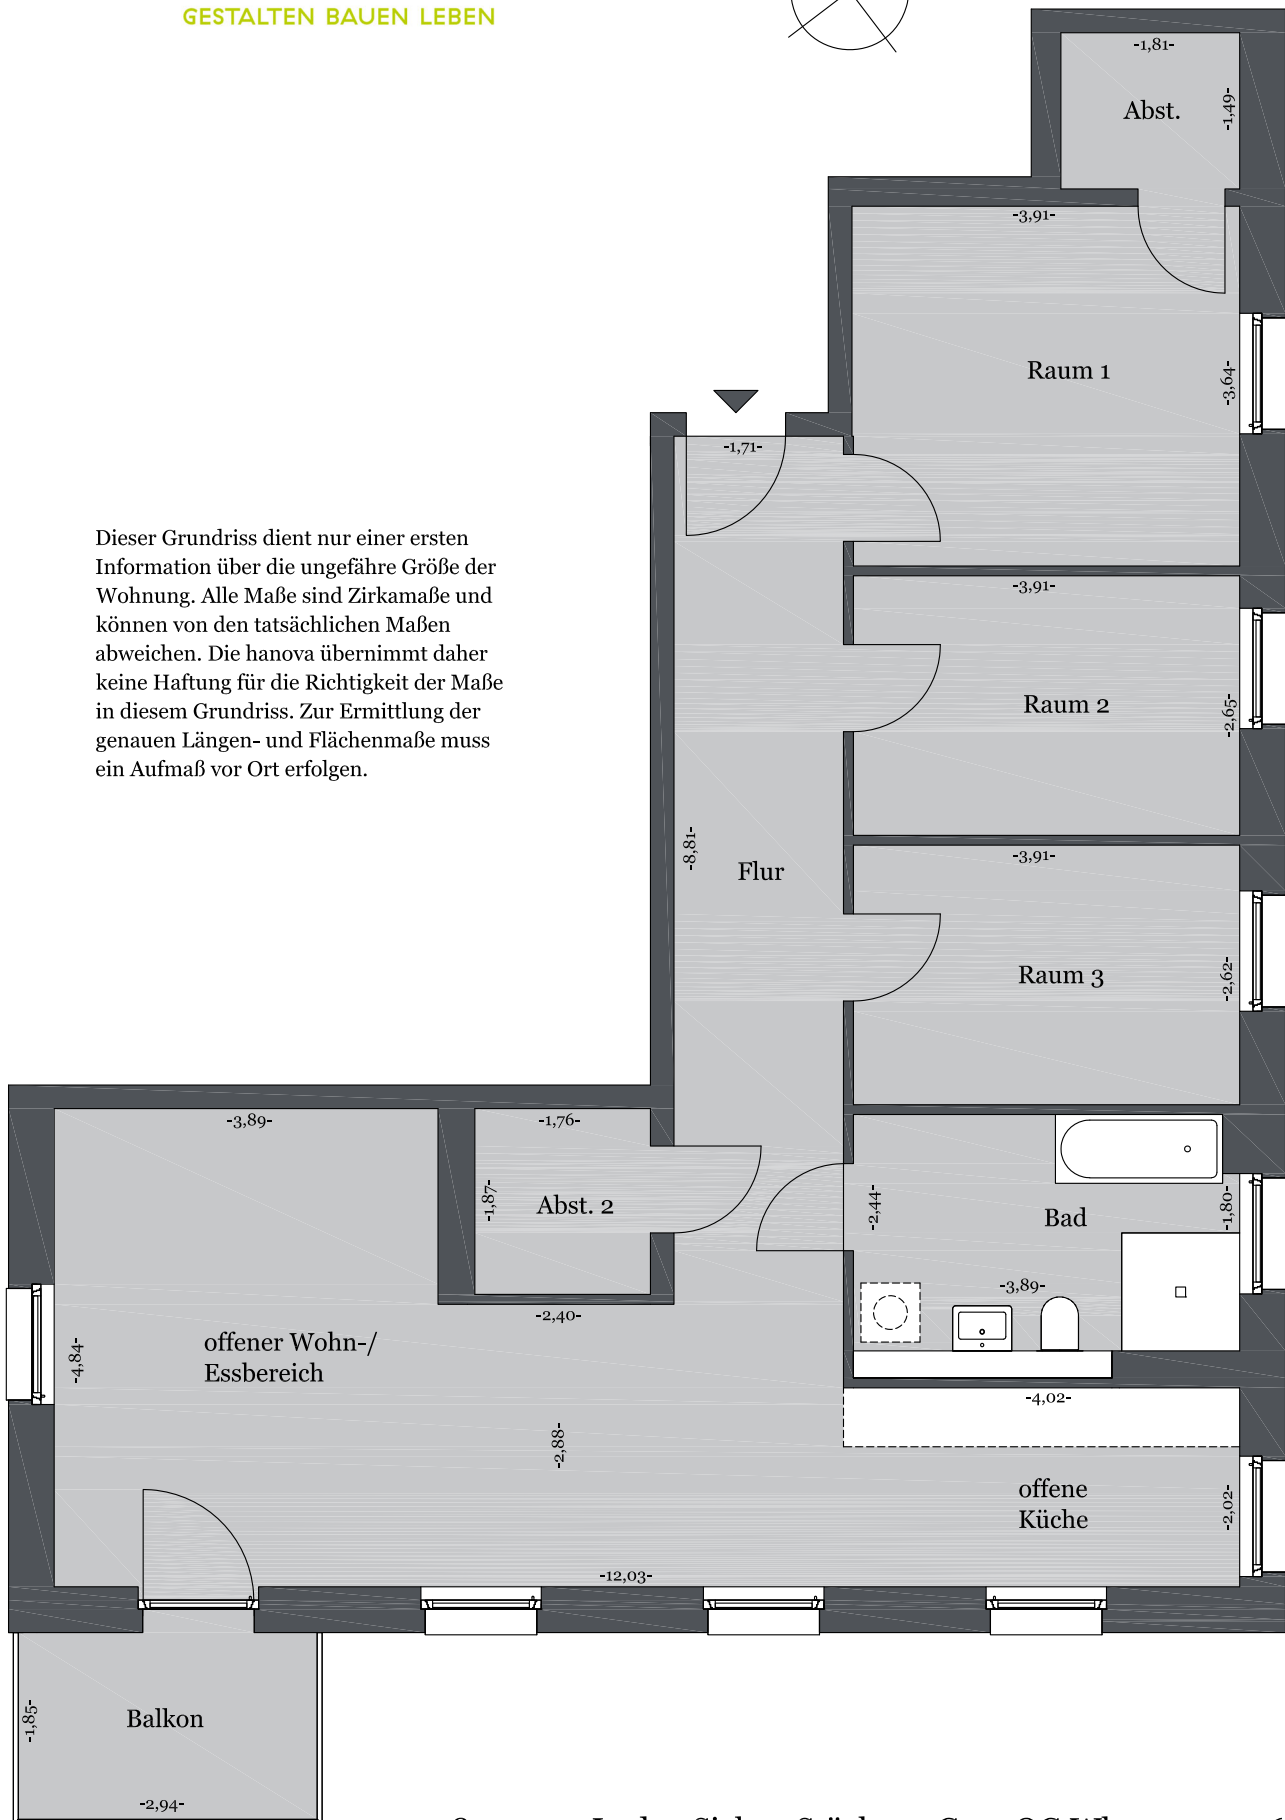 GESTALTEN BAUEN LEBEN
-1,81-
Abst.
-1,49-
-3,91-
Raum 1
-3,64-
-1,71-
Dieser Grundriss dient nur einer ersten
Information über die ungefähre Größe der
Wohnung. Alle Maße sind Zirkamaße und
können von den tatsächlichen Maßen
abweichen. Die hanova übernimmt daher
keine Haftung für die Richtigkeit der Maße
in diesem Grundriss. Zur Ermittlung der
genauen Längen- und Flächenmaße muss
ein Aufmaß vor Ort erfolgen.
-3,91-
Raum 2
-2,65-
-8,81-
Flur
-3,91-
Raum 3
-2,62-
-3,89-
-1,76-
-1,87-
Abst. 2
-2,44-
Bad
-1,80-
-3,89-
-2,40-
offener Wohn-/
Essbereich
-4,84-
-4,02-
-2,88-
offene
Küche
-2,02-
-12,03-
-1,85-
Balkon
-2,94-